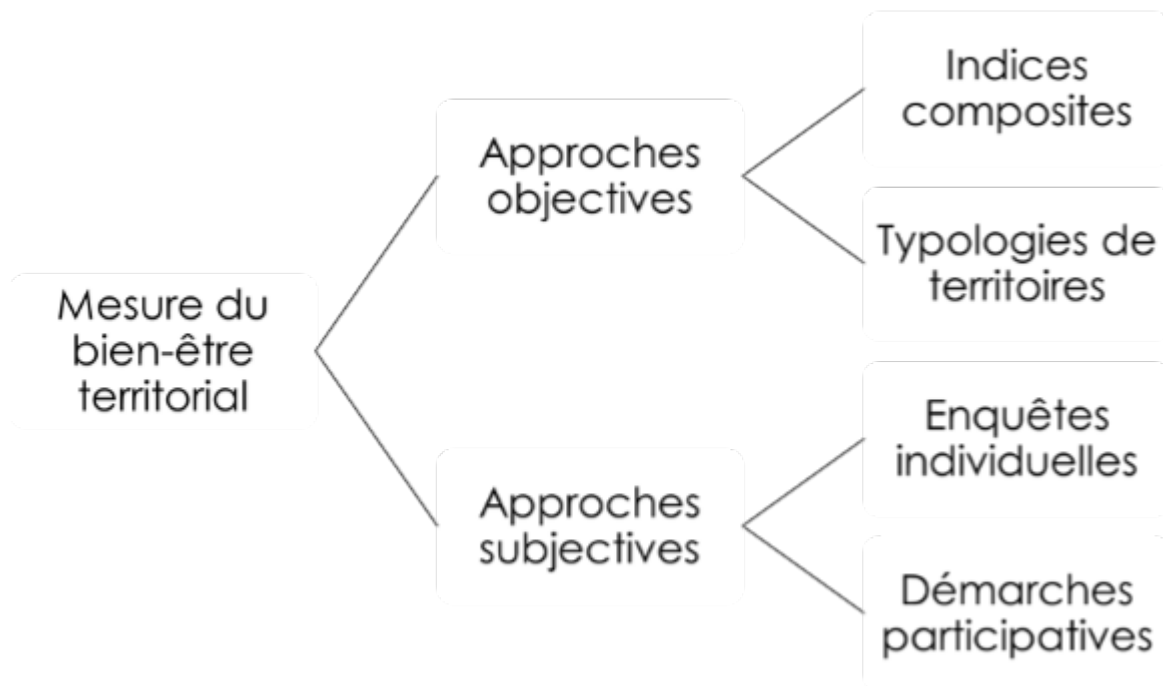 Mesure du
bien-être
territorial
Approches
objectives
Indices
composites
Typologies de
territoires
Approches
subjectives
Enquêtes
individuelles
Démarches
participatives